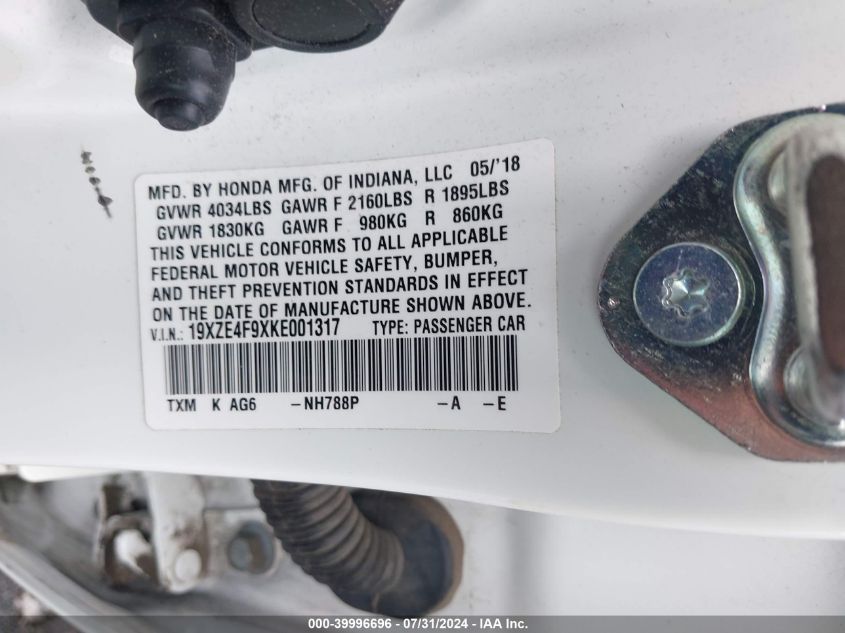 MFD. BY HONDA MFG. OF INDIANA, LLC 05/'18
GVWR 4034LBS GAWR F 2160LBS R 1895LBS
GVWR 1830KG GAWR F 980KG R 860KG
THIS VEHICLE CONFORMS TO ALL APPLICABLE
FEDERAL MOTOR VEHICLE SAFETY, BUMPER,
AND THEFT PREVENTION STANDARDS IN EFFECT
ON THE DATE OF MANUFACTURE SHOWN ABOVE.
V.I.N.: 19XZE4F9XKE001317 TYPE: PASSENGER CAR
TXM K AG6 -NH788P -A -E
000-39996696 - 07/31/2024 - IAA Inc.